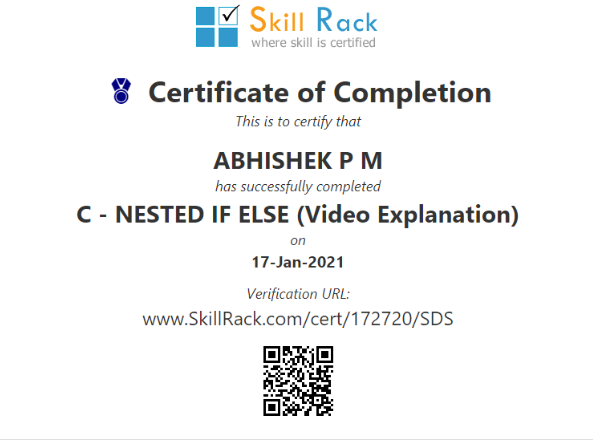 Skill Rack
where skill is certified
Certificate of Completion
This is to certify that
ABHISHEK P M
has successfully completed
C - NESTED IF ELSE (Video Explanation)
on
17-Jan-2021
Verification URL:
www.SkillRack.com/cert/172720/SDS